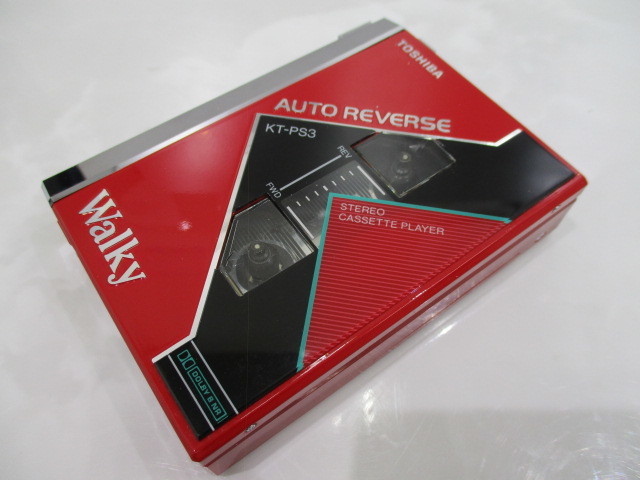 TOSHIBA
AUTO REVERSE
KT-PS3
REV
FWD
STEREO
CASSETTE PLAYER
Walky
DOLBY B NR